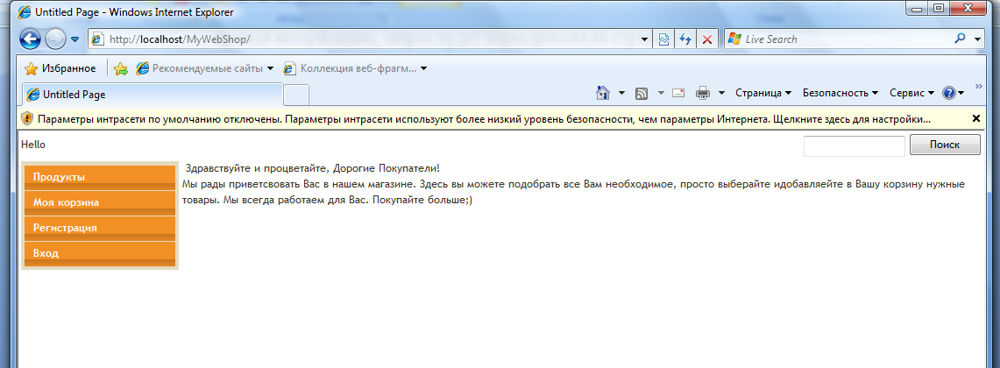 Untitled Page - Windows Internet Explorer
http://localhost/MyWebShop/
Live Search
Избранное
Рекомендуемые сайты
Коллекция веб-фрагм...
Untitled Page
Страница
Безопасность
Сервис
Параметры интрасети по умолчанию отключены. Параметры интрасети используют более низкий уровень безопасности, чем параметры Интернета. Щелкните здесь для настройки...
Hello
Поиск
Продукты
Моя корзина
Регистрация
Вход
Здравствуйте и процветайте, Дорогие Покупатели!
Мы рады приветсвовать Вас в нашем магазине. Здесь вы можете подобрать все Вам необходимое, просто выберайте идобавляейте в Вашу корзину нужные
товары. Мы всегда работаем для Вас. Покупайте больше;)